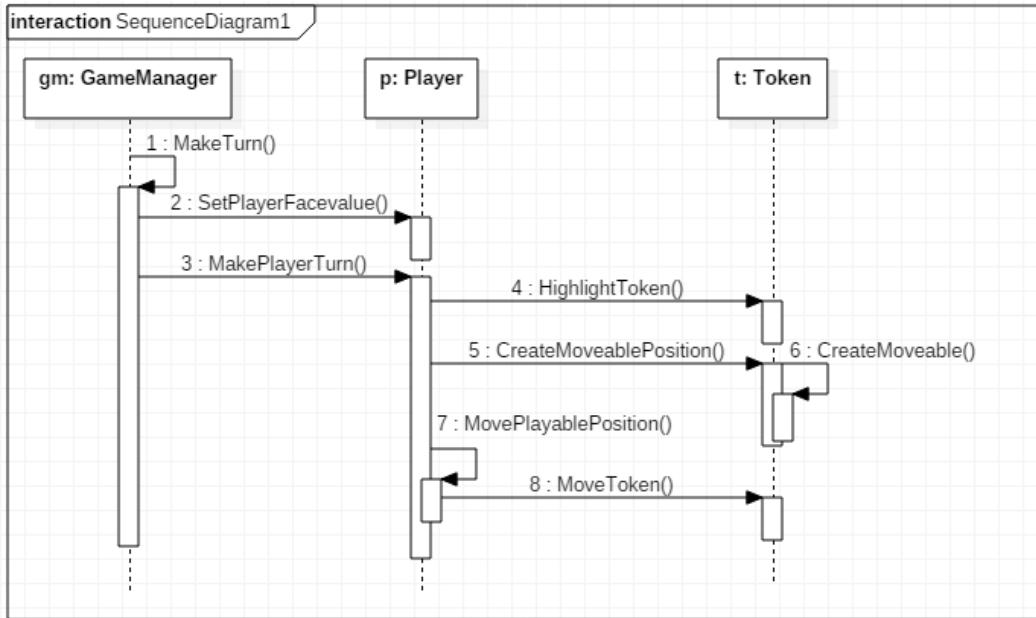 interaction SequenceDiagram1
gm: GameManager
p: Player
t: Token
1 : MakeTurn()
2 : SetPlayerFacevalue()
3 : MakePlayerTurn()
4 : HighlightToken()
5 : CreateMoveablePosition()
6 : CreateMoveable()
7 : MovePlayablePosition()
8 : MoveToken()